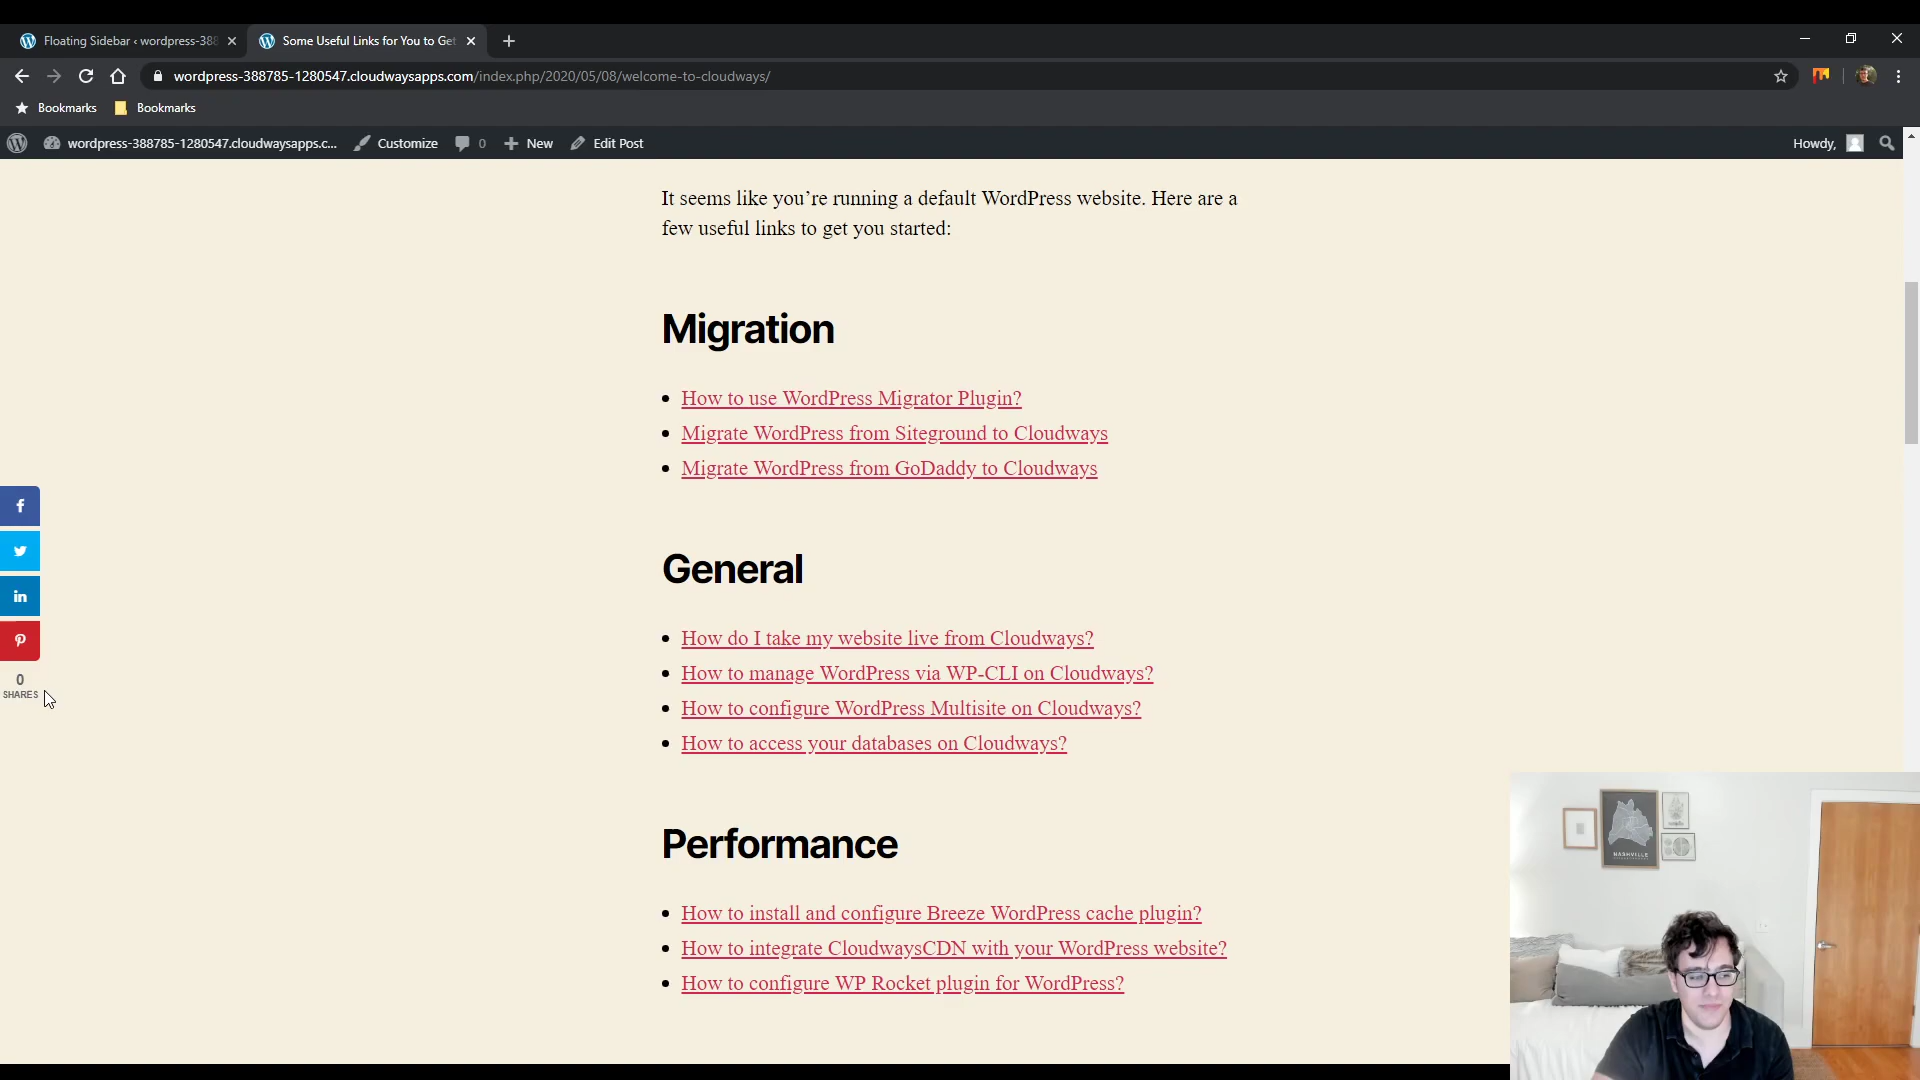 Floating Sidebar ‹ wordpress-388
Some Useful Links for You to Get
wordpress-388785-1280547.cloudwaysapps.com/index.php/2020/05/08/welcome-to-cloudways/
Bookmarks
Bookmarks
wordpress-388785-1280547.cloudwaysapps.c...
Customize
0
New
Edit Post
Howdy,
It seems like you’re running a default WordPress website. Here are a
few useful links to get you started:
Migration
How to use WordPress Migrator Plugin?
Migrate WordPress from Siteground to Cloudways
Migrate WordPress from GoDaddy to Cloudways
General
How do I take my website live from Cloudways?
How to manage WordPress via WP-CLI on Cloudways?
How to configure WordPress Multisite on Cloudways?
How to access your databases on Cloudways?
0
SHARES
Performance
How to install and configure Breeze WordPress cache plugin?
How to integrate CloudwaysCDN with your WordPress website?
How to configure WP Rocket plugin for WordPress?
NASHVILLE